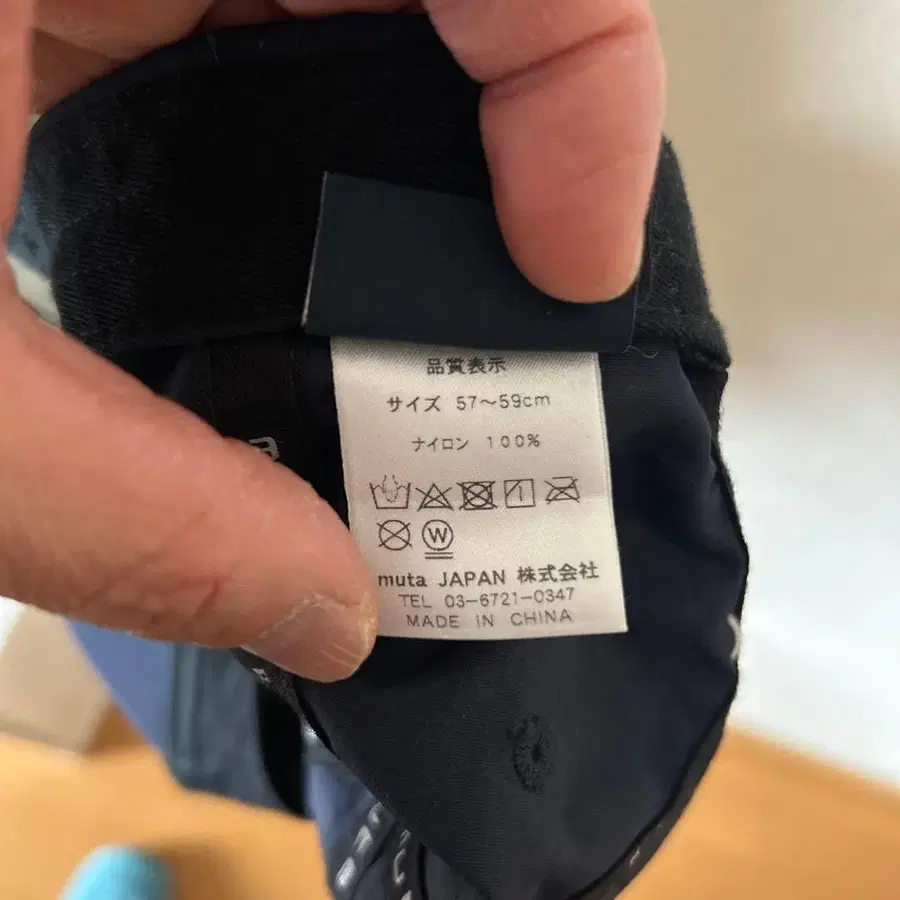 品質表示
サイズ 57～59cm
ナイロン 100%
W
muta JAPAN 株式会社
TEL 03-6721-0347
MADE IN CHINA